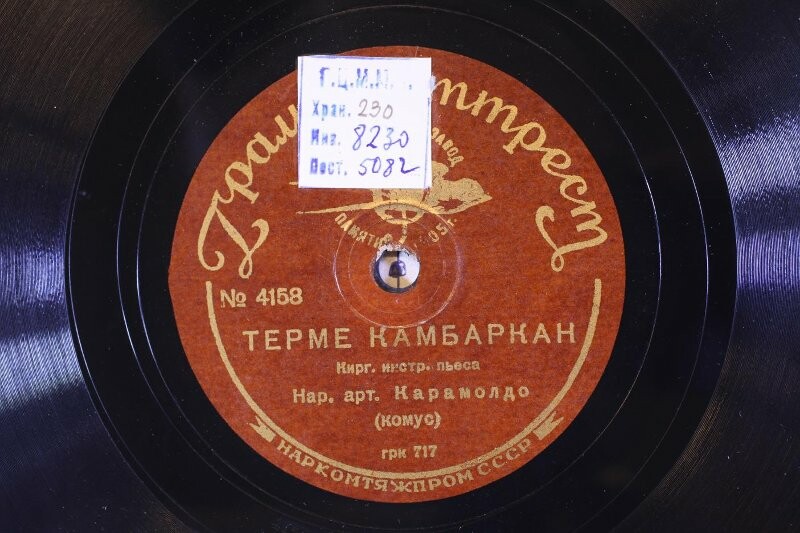 Г.Ц.М.М.
Хран. 230
Инв. 8230
Пост. 5082
ЗАВОД
№ 4158
ТЕРМЕ КАМБАРКАН
Кирг. инстр. пьеса
Нар. арт. Карамолдо
(комус)
грк 717
НАРКОМТЯЖПРОМ СССР